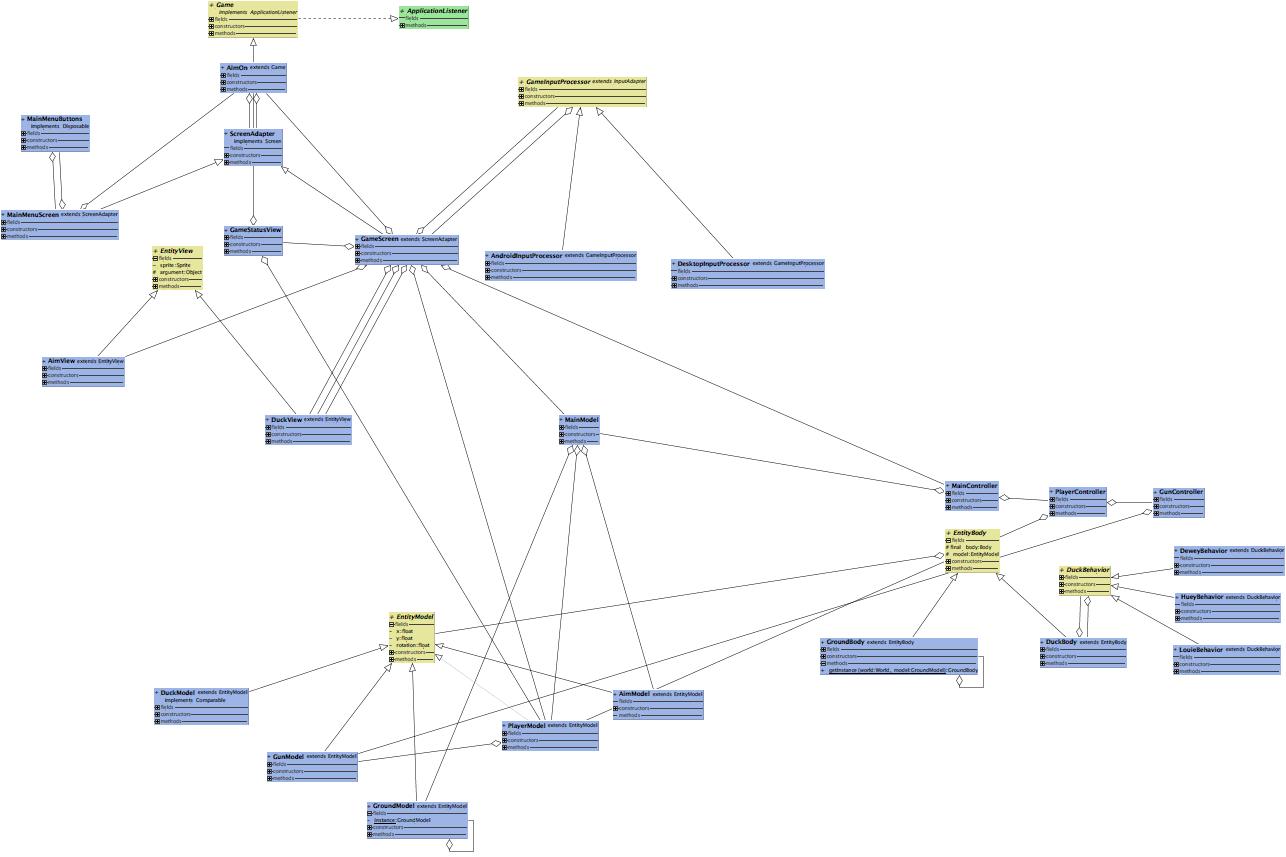 + Game
implements ApplicationListener
fields
constructors
methods
+ ApplicationListener
fields
methods
+ AimOn extends Game
fields
constructors
methods
+ GameInputProcessor extends InputAdapter
fields
constructors
methods
+ MainMenuButtons
implements Disposable
fields
constructors
methods
+ ScreenAdapter
implements Screen
fields
constructors
methods
+ MainMenuScreen extends ScreenAdapter
fields
constructors
methods
+ GameStatusView
fields
constructors
methods
+ GameScreen extends ScreenAdapter
fields
constructors
methods
+ EntityView
fields
- sprite::Sprite
# argument::Object
constructors
methods
+ AndroidInputProcessor extends GameInputProcessor
fields
constructors
methods
+ DesktopInputProcessor extends GameInputProcessor
fields
constructors
methods
+ AimView extends EntityView
fields
constructors
methods
+ DuckView extends EntityView
fields
constructors
methods
+ MainModel
fields
constructors
methods
+ MainController
fields
constructors
methods
+ PlayerController
fields
constructors
methods
+ GunController
fields
constructors
methods
+ EntityBody
fields
# final body::Body
# model::EntityModel
constructors
methods
+ DuckBehavior
fields
constructors
methods
+ DeweyBehavior extends DuckBehavior
fields
constructors
methods
+ HueyBehavior extends DuckBehavior
fields
constructors
methods
+ LouieBehavior extends DuckBehavior
fields
constructors
methods
+ EntityModel
fields
- x::float
- y::float
- rotation::float
constructors
methods
+ GroundBody extends EntityBody
fields
constructors
methods
+ getInstance (world::World, model::GroundModel)::GroundBody
+ DuckBody extends EntityBody
fields
constructors
methods
+ DuckModel extends EntityModel
implements Comparable
fields
constructors
methods
+ AimModel extends EntityModel
fields
constructors
methods
+ PlayerModel extends EntityModel
fields
constructors
methods
+ GunModel extends EntityModel
fields
constructors
methods
+ GroundModel extends EntityModel
fields
- instance::GroundModel
constructors
methods